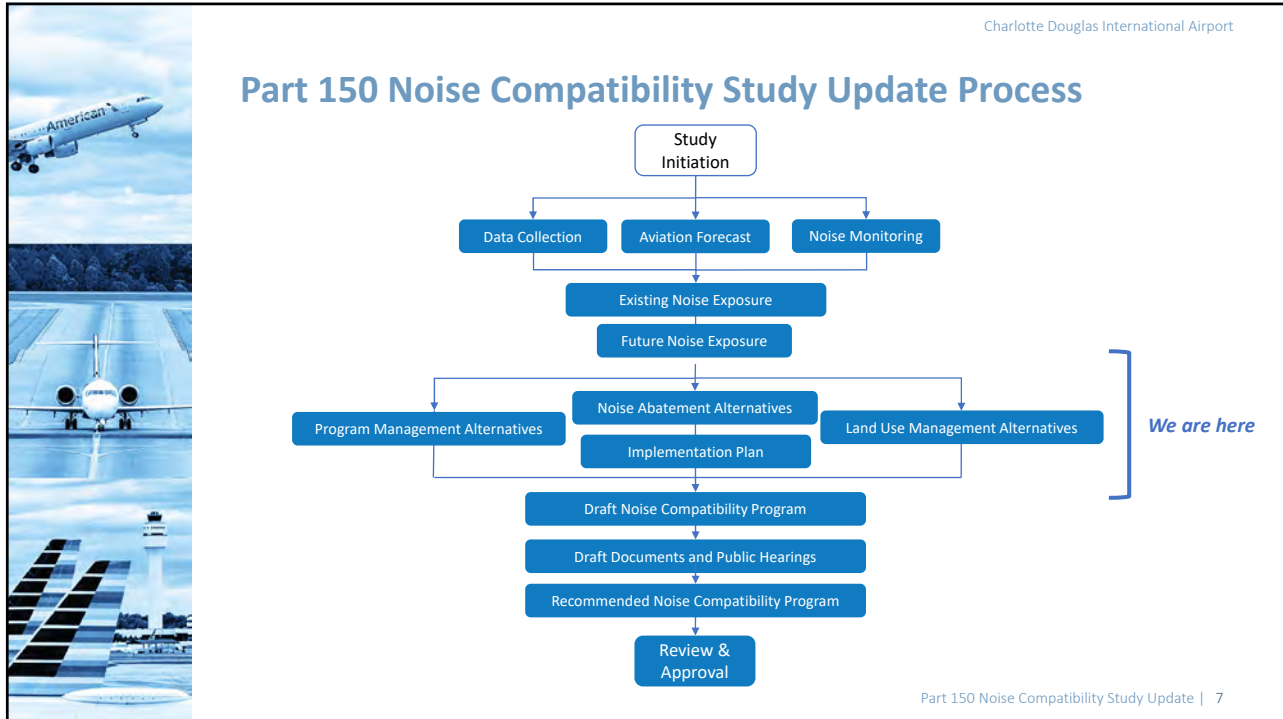 Charlotte Douglas International Airport
Part 150 Noise Compatibility Study Update Process
American
Study
Initiation
Data Collection
Aviation Forecast
Noise Monitoring
Existing Noise Exposure
Future Noise Exposure
Noise Abatement Alternatives
Program Management Alternatives
Land Use Management Alternatives
We are here
Implementation Plan
Draft Noise Compatibility Program
Draft Documents and Public Hearings
Recommended Noise Compatibility Program
Review &
Approval
Part 150 Noise Compatibility Study Update | 7